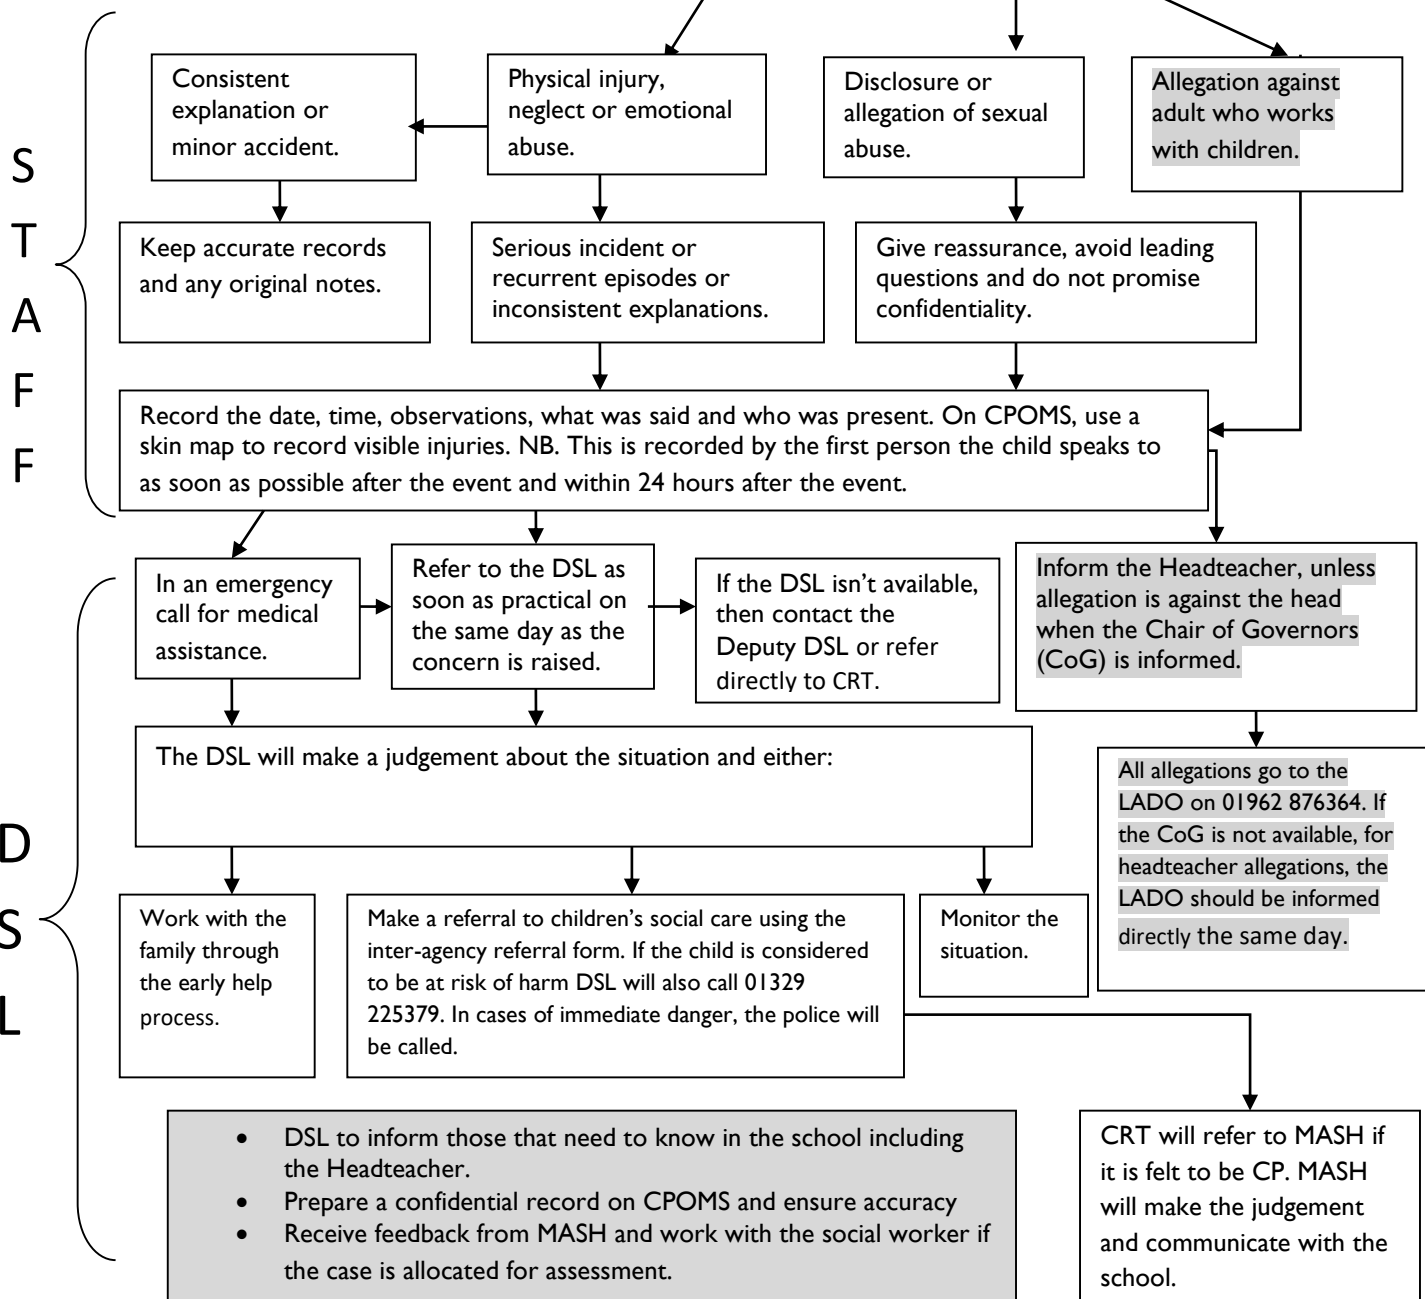 S
T
A
F
F
Consistent
explanation or
minor accident.
Physical injury,
neglect or emotional
abuse.
Disclosure or
allegation of sexual
abuse.
Allegation against
adult who works
with children.
Keep accurate records
and any original notes.
Serious incident or
recurrent episodes or
inconsistent explanations.
Give reassurance, avoid leading
questions and do not promise
confidentiality.
Record the date, time, observations, what was said and who was present. On CPOMS, use a
skin map to record visible injuries. NB. This is recorded by the first person the child speaks to
as soon as possible after the event and within 24 hours after the event.
D
S
L
In an emergency
call for medical
assistance.
Refer to the DSL as
soon as practical on
the same day as the
concern is raised.
If the DSL isn't available,
then contact the
Deputy DSL or refer
directly to CRT.
Inform the Headteacher, unless
allegation is against the head
when the Chair of Governors
(CoG) is informed.
The DSL will make a judgement about the situation and either:
All allegations go to the
LADO on 01962 876364. If
the CoG is not available, for
headteacher allegations, the
LADO should be informed
directly the same day.
Work with the
family through
the early help
process.
Make a referral to children's social care using the
inter-agency referral form. If the child is considered
to be at risk of harm DSL will also call 01329
225379. In cases of immediate danger, the police will
be called.
Monitor the
situation.
• DSL to inform those that need to know in the school including
the Headteacher.
• Prepare a confidential record on CPOMS and ensure accuracy
• Receive feedback from MASH and work with the social worker if
the case is allocated for assessment.
CRT will refer to MASH if
it is felt to be CP. MASH
will make the judgement
and communicate with the
school.